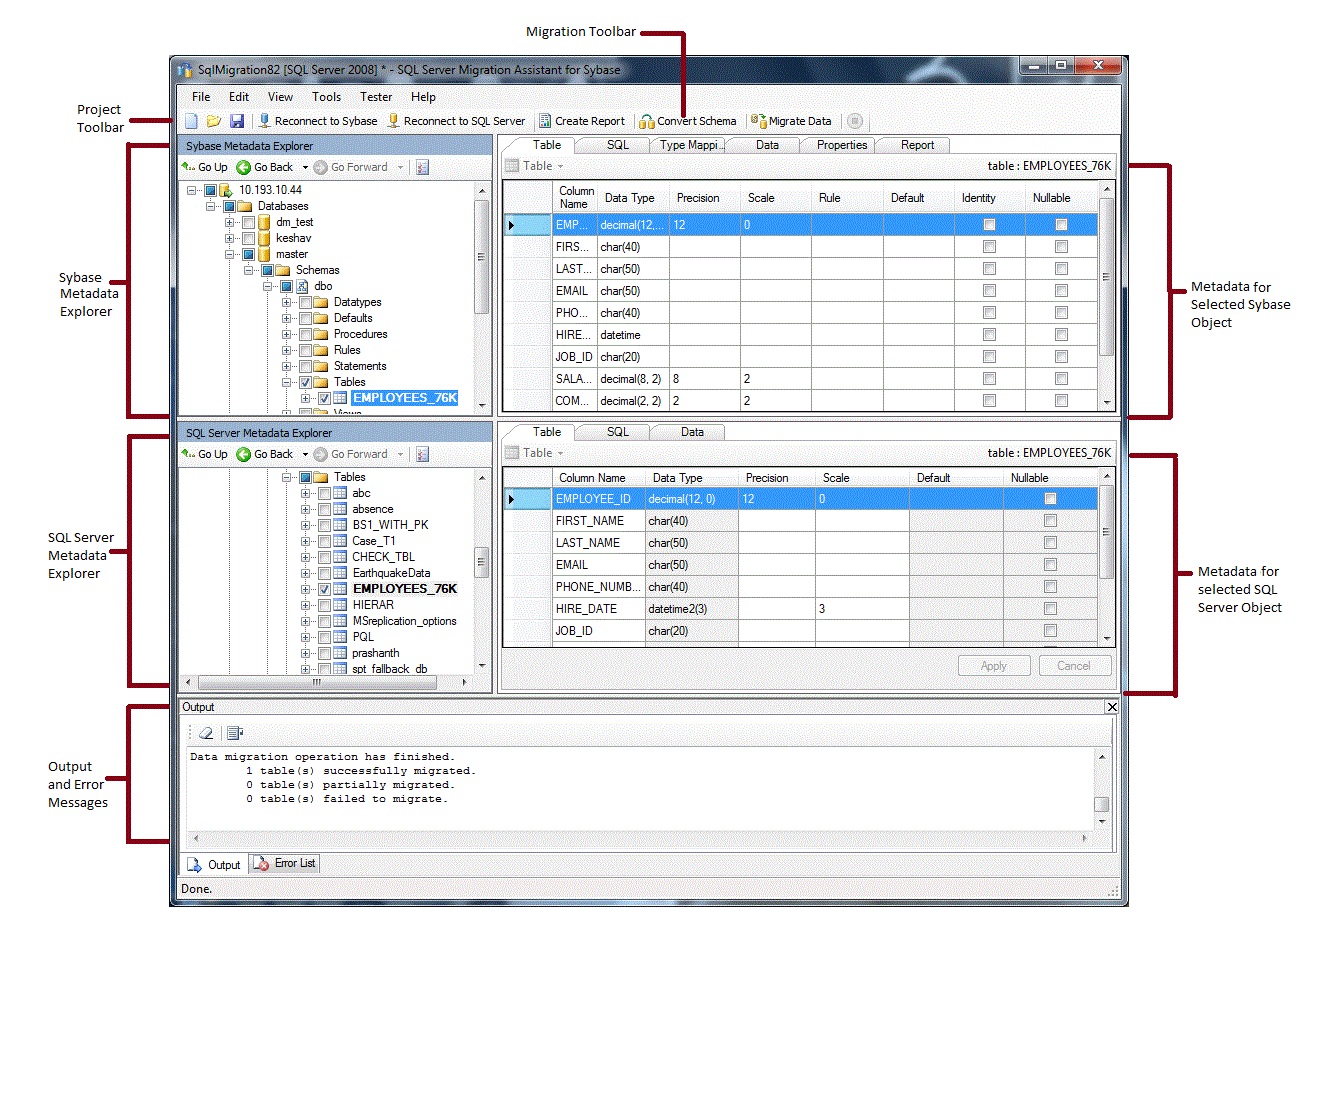 Migration Toolbar
SqlMigration82 [SQL Server 2008] * - SQL Server Migration Assistant for Sybase
File Edit View Tools Tester Help
Project
Toolbar
Reconnect to Sybase Reconnect to SQL Server Create Report Convert Schema Migrate Data
Sybase Metadata Explorer
Go Up Go Back Go Forward
10.193.10.44
Databases
dm_test
keshav
master
Schemas
dbo
Datatypes
Defaults
Procedures
Rules
Statements
Tables
EMPLOYEES_76K
Views
Sybase
Metadata
Explorer
Table SQL Type Mappi... Data Properties Report
Table table : EMPLOYEES_76K
Column
Name Data Type Precision Scale Rule Default Identity Nullable
EMP... decimal(12,... 12 0
FIRS... char(40)
LAST... char(50)
EMAIL char(50)
PHO... char(40)
HIRE... datetime
JOB_ID char(20)
SALA... decimal(8, 2) 8 2
COM... decimal(2, 2) 2 2
Metadata for
Selected Sybase
Object
SQL Server Metadata Explorer
Go Up Go Back Go Forward
Tables
abc
absence
BS1_WITH_PK
Case_T1
CHECK_TBL
EarthquakeData
EMPLOYEES_76K
HIERAR
MSreplication_options
PQL
prashanth
spt_fallback_db
SQL Server
Metadata
Explorer
Table SQL Data
Table table : EMPLOYEES_76K
Column Name Data Type Precision Scale Default Nullable
EMPLOYEE_ID decimal(12, 0) 12 0
FIRST_NAME char(40)
LAST_NAME char(50)
EMAIL char(50)
PHONE_NUMB... char(40)
HIRE_DATE datetime2(3) 3
JOB_ID char(20)
Apply Cancel
Metadata for
selected SQL
Server Object
Output
Data migration operation has finished.
1 table(s) successfully migrated.
0 table(s) partially migrated.
0 table(s) failed to migrate.
Output
and Error
Messages
Output Error List
Done.